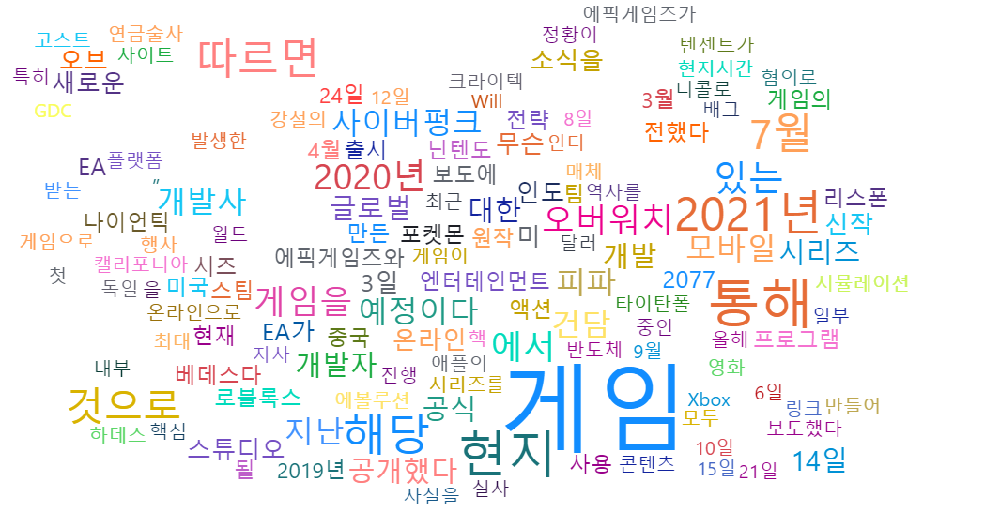 에픽게임즈가
고스트
연금술사
정황이
텐센트가
따르면
오브
사이트
소식을
특히
새로운
크라이텍
현지시간
혐의로
니콜로
24일
12일
Will
3월
배그
게임의
GDC
강철의
사이버펑크
전략
8일
전했다
7월
발생한
4월
출시
닌텐도
무슨
인디
EA
플랫폼
2020년
보도에
매체
있는
받는
"
개발사
글로벌
최근
대한
인도
팀
역사를
오버워치
2021년
리스폰
나이언틱
월드
만든
포켓몬
원작
미
신작
게임으로
행사
달러
모바일
시리즈
캘리포니아
시즈
에픽게임즈와
게임이
개발
첫
독일
을
미국
스팀
3일
엔터테인먼트
피파
2077
통해
시뮬레이션
온라인으로
게임을
예정이다
액션
타이탄폴
일부
건담
중인
최대
현재
EA가
중국
온라인
핵
에서
반도체
9월
올해
프로그램
자사
개발자
진행
애플의
영화
내부
베데스다
시리즈를
게임
것으로
로블록스
에볼루션
공식
Xbox
6일
링크
만들어
모두
하데스
핵심
지난
해당
현지
보도했다
스튜디오
10일
될
2019년
공개했다
사용
콘텐츠
15일
21일
14일
사실을
실사